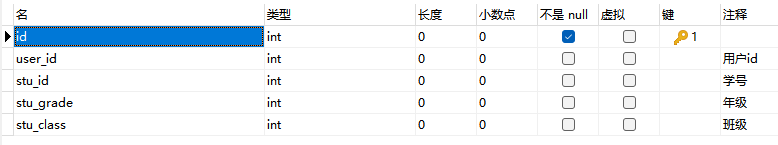 名 类型 长度 小数点 不是 null 虚拟 键 注释
id int 0 0 1
user_id int 0 0 用户id
stu_id int 0 0 学号
stu_grade int 0 0 年级
stu_class int 0 0 班级